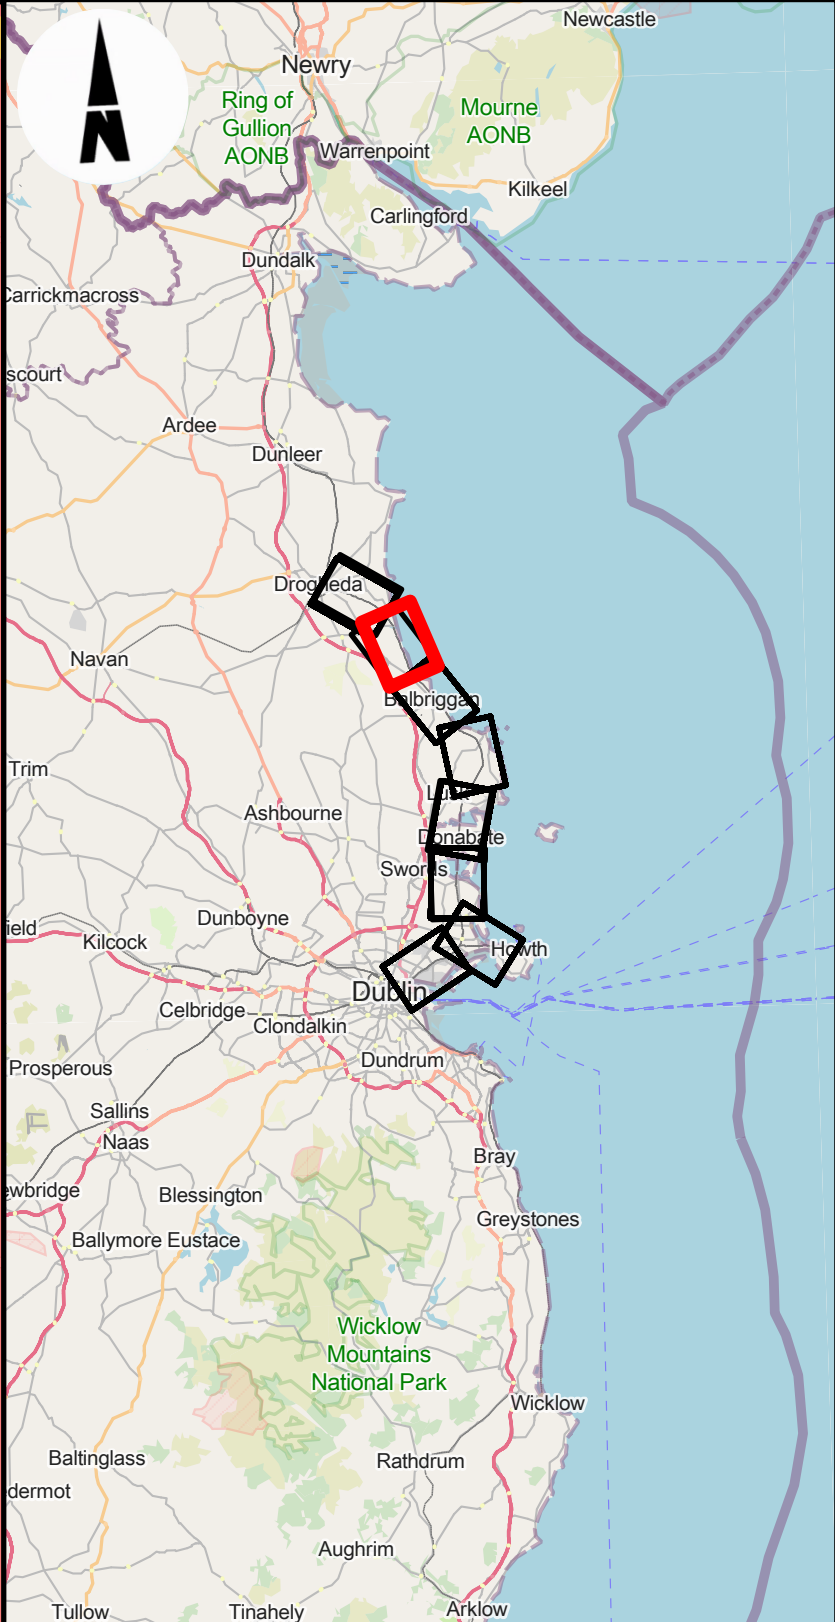 Newcastle
Newry
Ring of
Gullion
AONB
Mourne
AONB
Warrenpoint
Kilkeel
Carlingford
Dundalk
Carrickmacross
scourt
Ardee
Dunleer
Drogheda
Navan
Balbriggan
Trim
Lusk
Ashbourne
Donabate
Swords
Dunboyne
ield
Kilcock
Howth
Dublin
Celbridge
Clondalkin
Dundrum
Prosperous
Sallins
Naas
Bray
ewbridge
Blessington
Greystones
Ballymore Eustace
Wicklow
Mountains
National Park
Wicklow
Baltinglass
Rathdrum
dermot
Aughrim
Tullow
Tinahely
Arklow
N